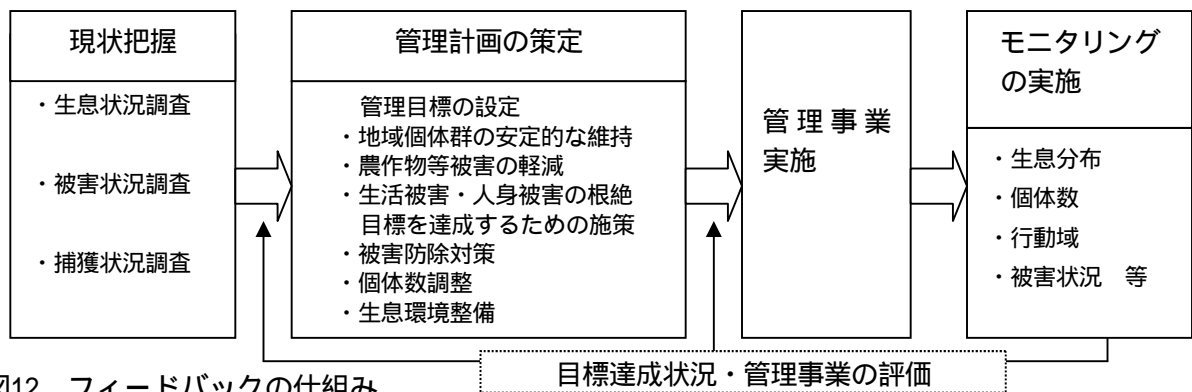 現状把握
・生息状況調査
・被害状況調査
・捕獲状況調査
管理計画の策定
管理目標の設定
・地域個体群の安定的な維持
・農作物等被害の軽減
・生活被害・人身被害の根絶
目標を達成するための施策
・被害防除対策
・個体数調整
・生息環境整備
管理事業
実施
モニタリング
の実施
・生息分布
・個体数
・行動域
・被害状況　等
目標達成状況・管理事業の評価
図12　フィードバックの仕組み